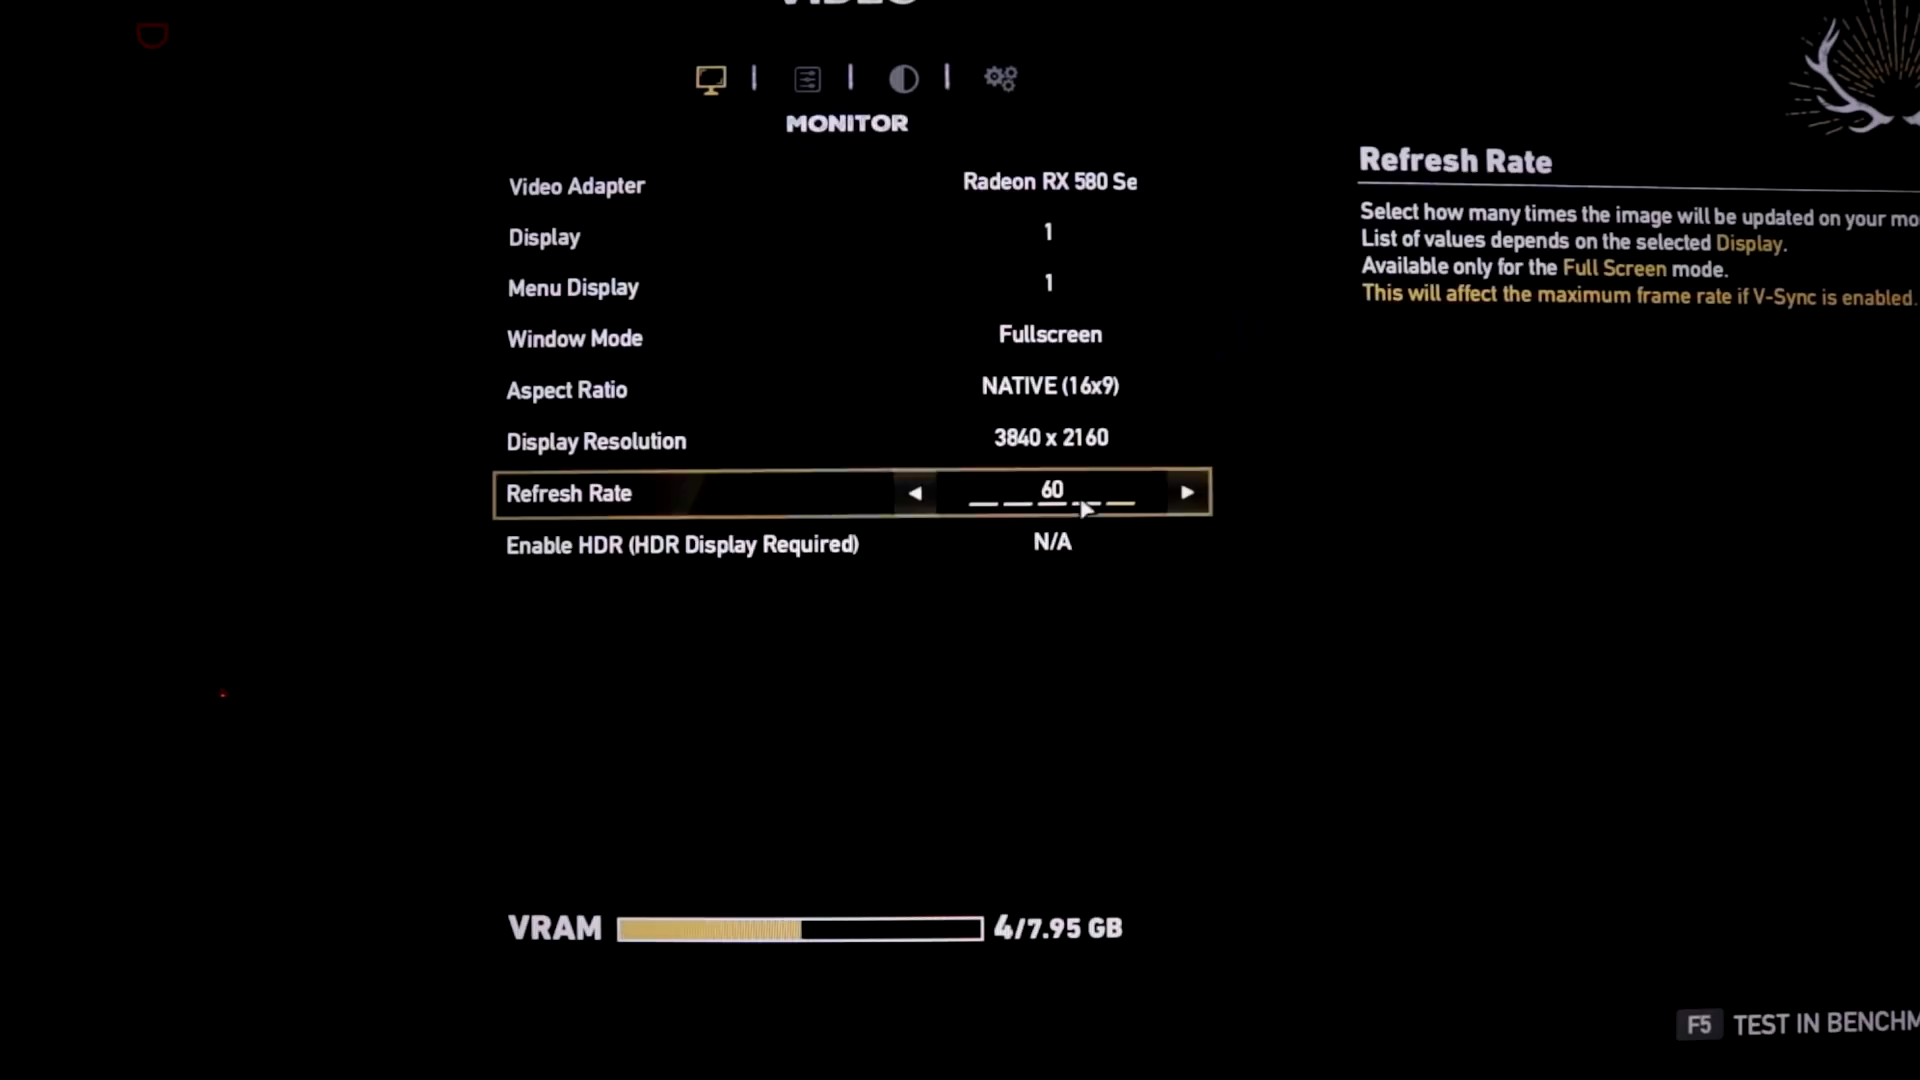 VIDEO
MONITOR
Video Adapter Radeon RX 580 Se
Display 1
Menu Display 1
Window Mode Fullscreen
Aspect Ratio NATIVE (16x9)
Display Resolution 3840 x 2160
Refresh Rate 60
Enable HDR (HDR Display Required) N/A
VRAM 4/7.95 GB
Refresh Rate
Select how many times the image will be updated on your mo
List of values depends on the selected Display.
Available only for the Full Screen mode.
This will affect the maximum frame rate if V-Sync is enabled.
F5 TEST IN BENCHM